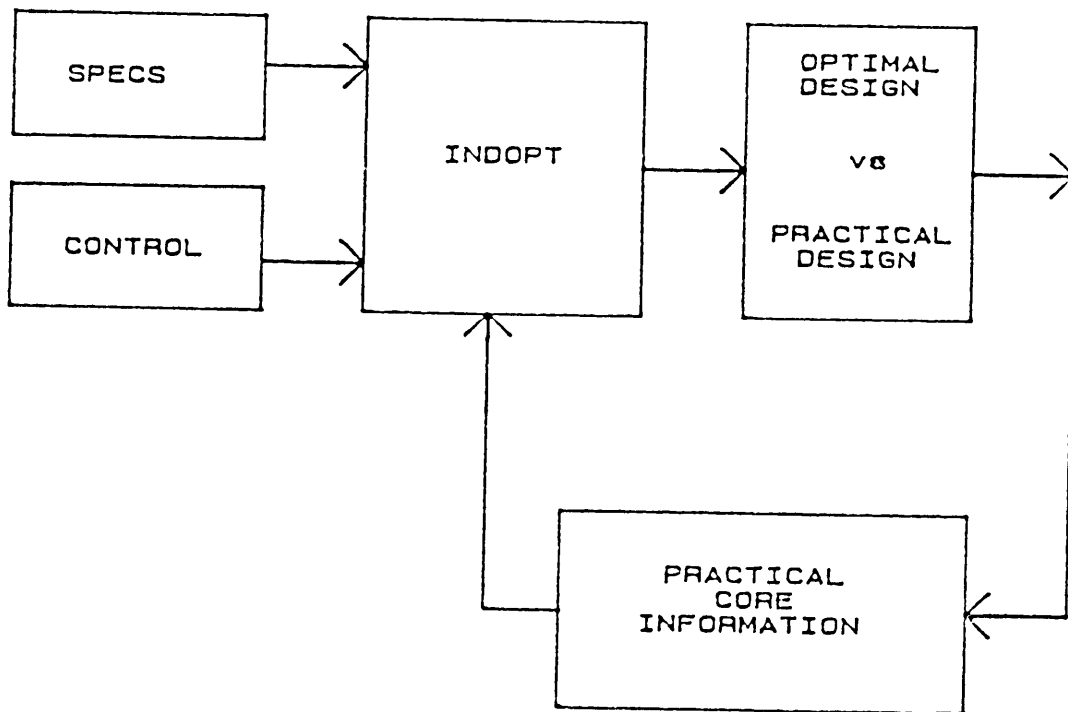 SPECS
CONTROL
INDOPT
OPTIMAL
DESIGN
vs
PRACTICAL
DESIGN
PRACTICAL
CORE
INFORMATION